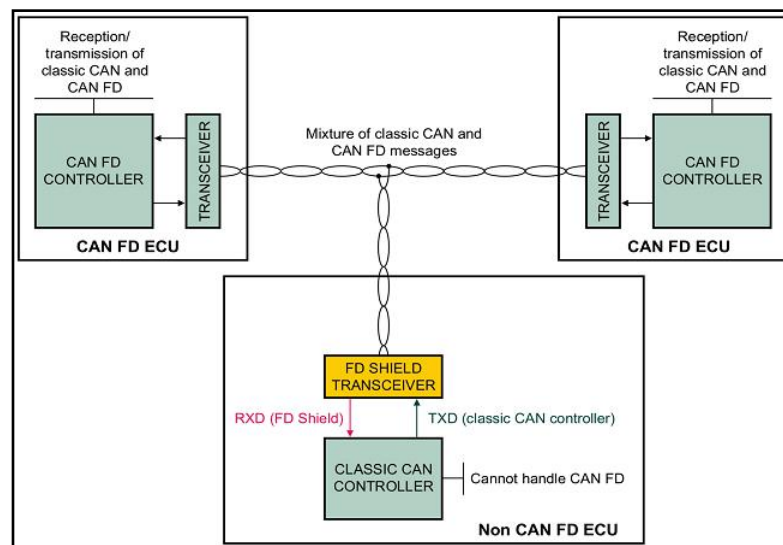 Reception/
transmission of
classic CAN and
CAN FD
CAN FD
CONTROLLER
TRANSCEIVER
CAN FD ECU
Mixture of classic CAN and
CAN FD messages
Reception/
transmission of
classic CAN and
CAN FD
TRANSCEIVER
CAN FD
CONTROLLER
CAN FD ECU
FD SHIELD
TRANSCEIVER
RXD (FD Shield)
TXD (classic CAN controller)
CLASSIC CAN
CONTROLLER
Cannot handle CAN FD
Non CAN FD ECU